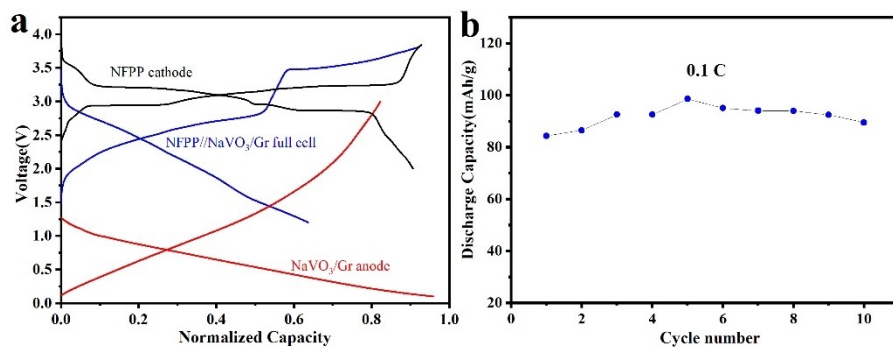 a
Voltage(V)
4.0
3.5
3.0
2.5
2.0
1.5
1.0
0.5
0.0
NFPP cathode
NFPP//NaVO₃/Gr full cell
NaVO₃/Gr anode
0.0 0.2 0.4 0.6 0.8 1.0
Normalized Capacity
b
Discharge Capacity(mAh/g)
120
100
80
60
40
20
0.1 C
0 2 4 6 8 10
Cycle number